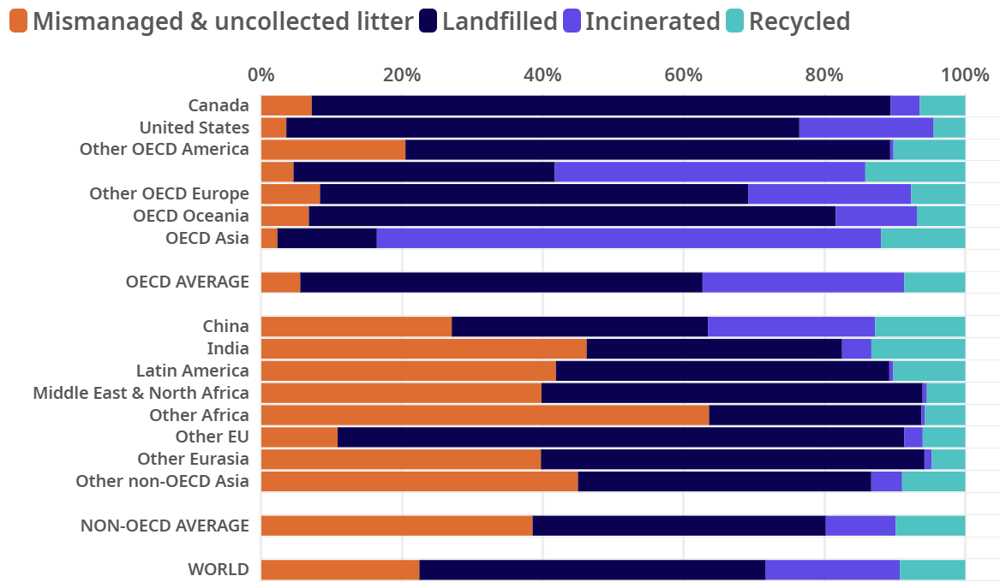 Mismanaged & uncollected litter Landfilled Incinerated Recycled
0% 20% 40% 60% 80% 100%
Canada
United States
Other OECD America
Other OECD Europe
OECD Oceania
OECD Asia
OECD AVERAGE
China
India
Latin America
Middle East & North Africa
Other Africa
Other EU
Other Eurasia
Other non-OECD Asia
NON-OECD AVERAGE
WORLD